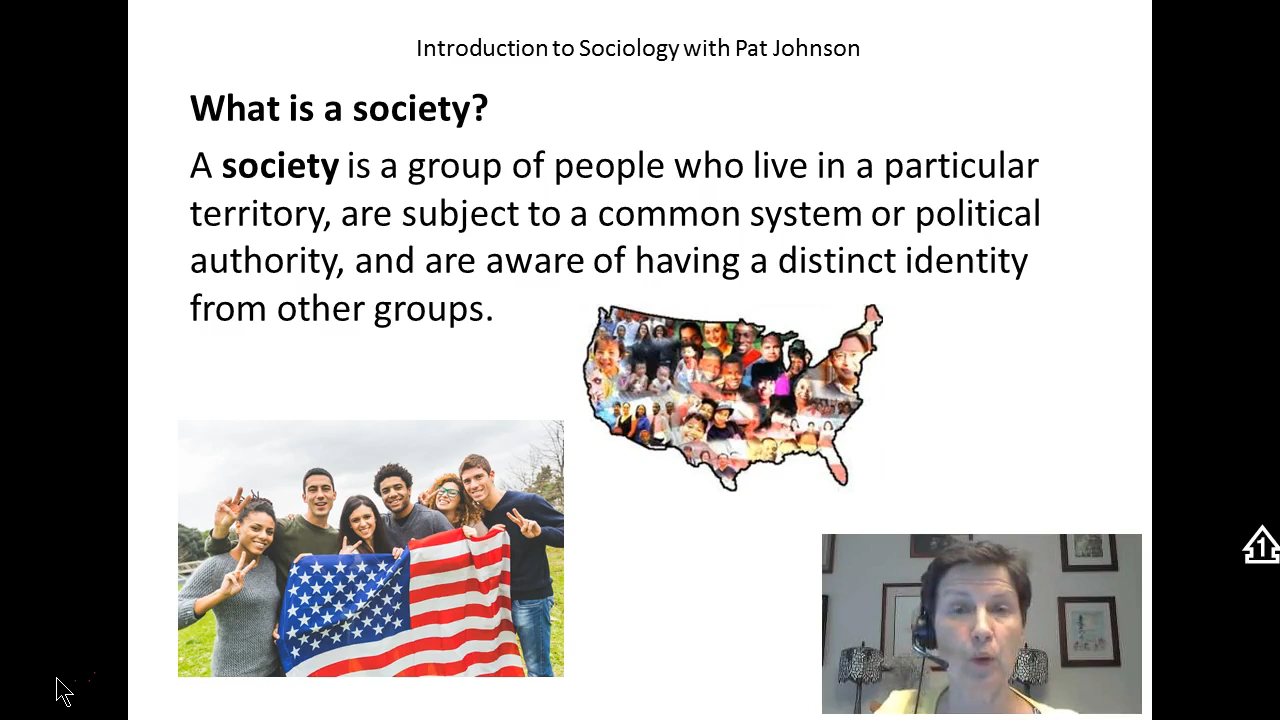 Introduction to Sociology with Pat Johnson
What is a society?
A society is a group of people who live in a particular
territory, are subject to a common system or political
authority, and are aware of having a distinct identity
from other groups.
1